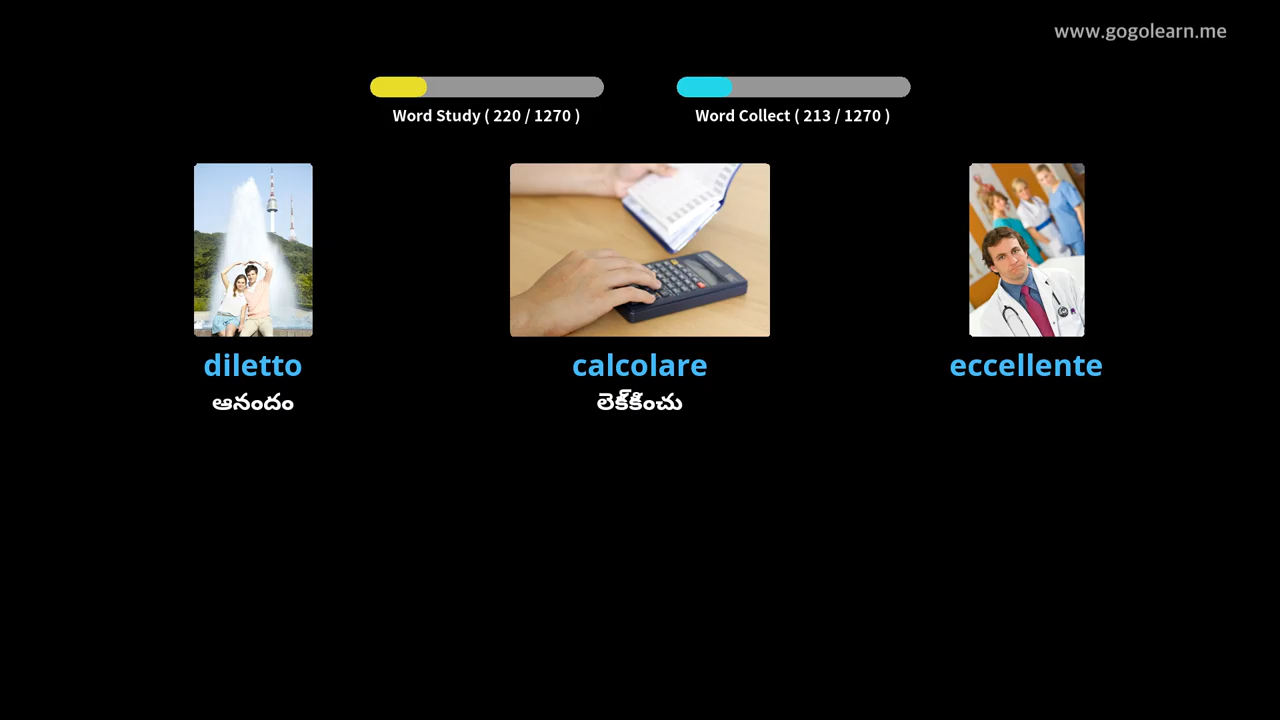 www.gogolearn.me
Word Study ( 220 / 1270 )
Word Collect ( 213 / 1270 )
diletto
calcolare
eccellente
ఆనందం
లెక్కించు